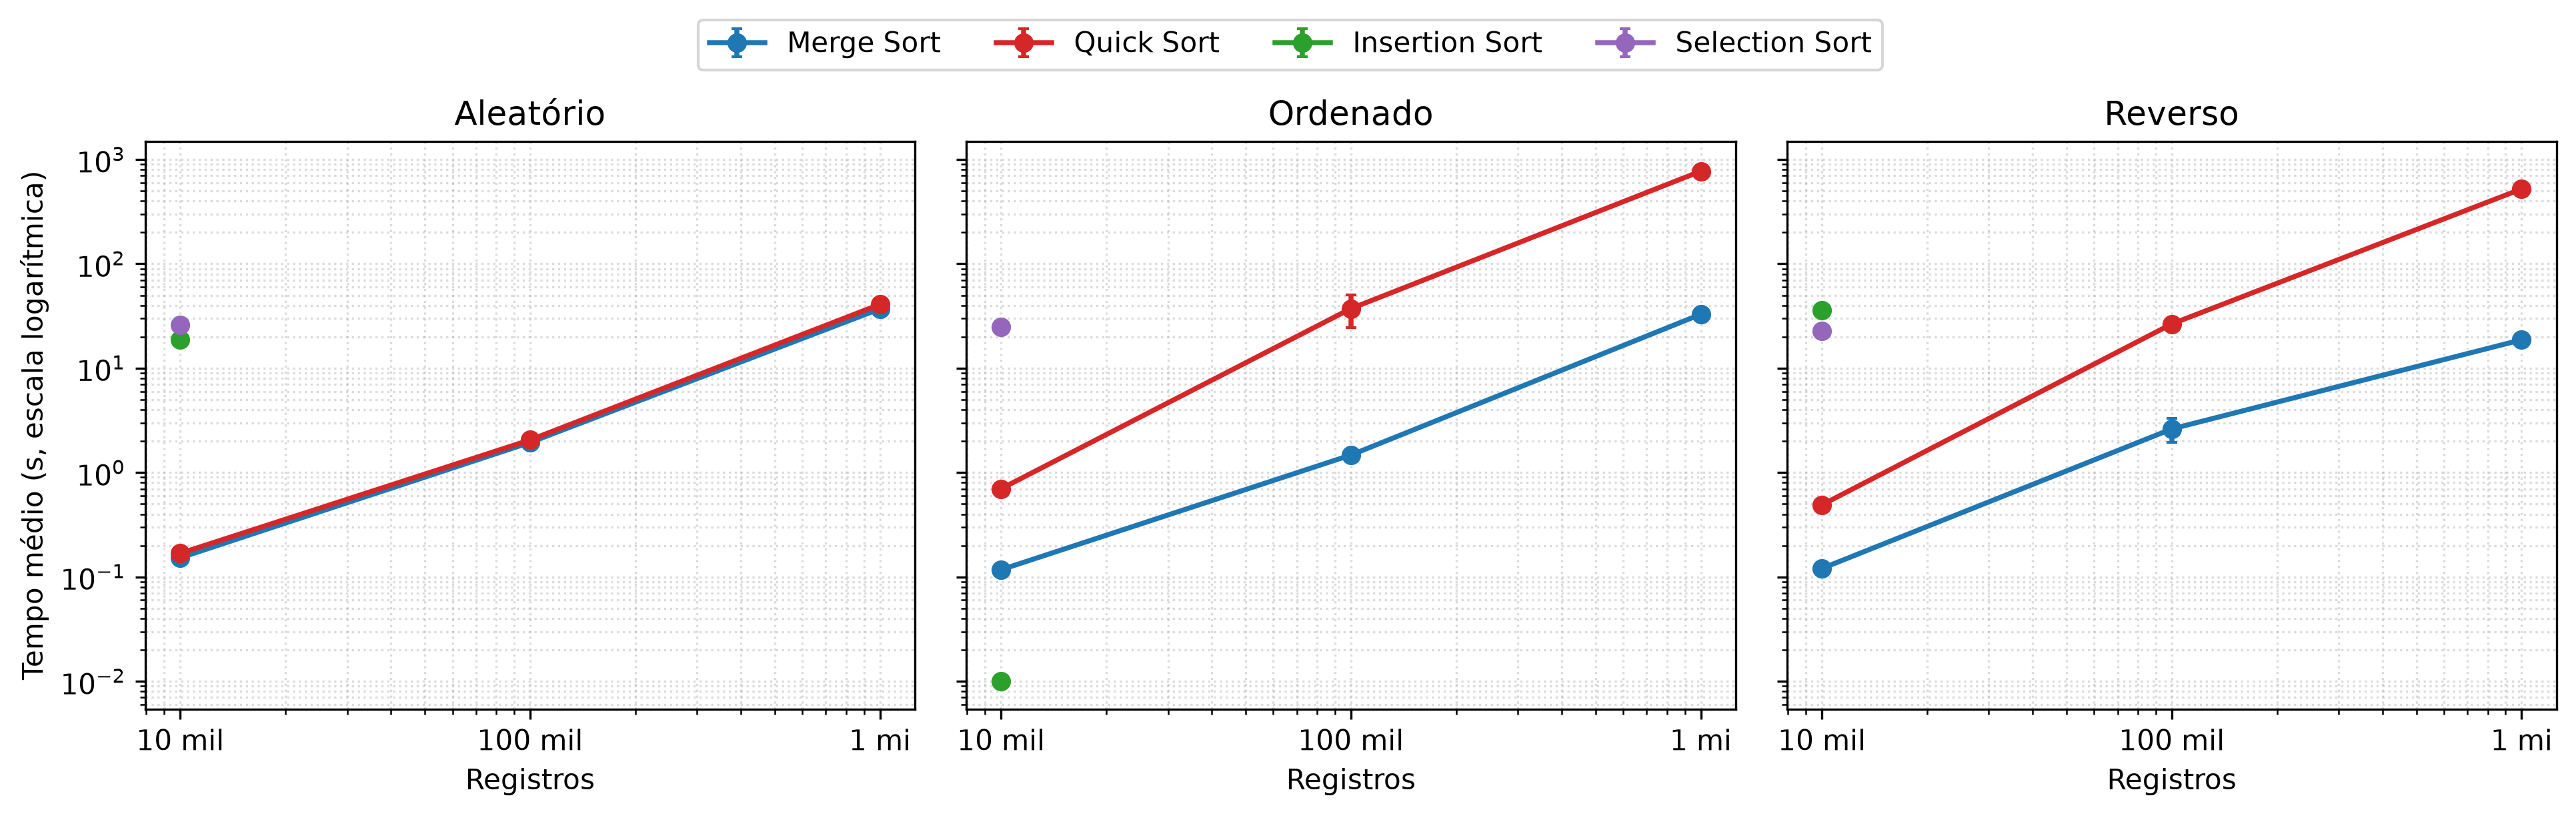 Merge Sort Quick Sort Insertion Sort Selection Sort
Aleatório
Ordenado
Reverso
Tempo médio (s, escala logarítmica)
10³
10²
10¹
10⁰
10⁻¹
10⁻²
10 mil 100 mil 1 mi
10 mil 100 mil 1 mi
10 mil 100 mil 1 mi
Registros
Registros
Registros